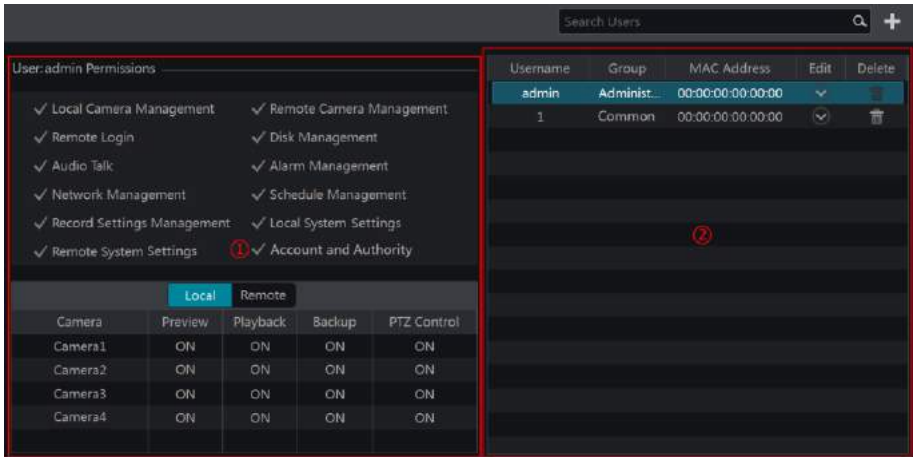 Search Users
User:admin Permissions
Local Camera Management Remote Camera Management
Remote Login Disk Management
Audio Talk Alarm Management
Network Management Schedule Management
Record Settings Management Local System Settings
Remote System Settings ① Account and Authority
Local Remote
Camera Preview Playback Backup PTZ Control
Camera1 ON ON ON ON
Camera2 ON ON ON ON
Camera3 ON ON ON ON
Camera4 ON ON ON ON
Username Group MAC Address Edit Delete
admin Administ... 00:00:00:00:00:00
1 Common 00:00:00:00:00:00
②